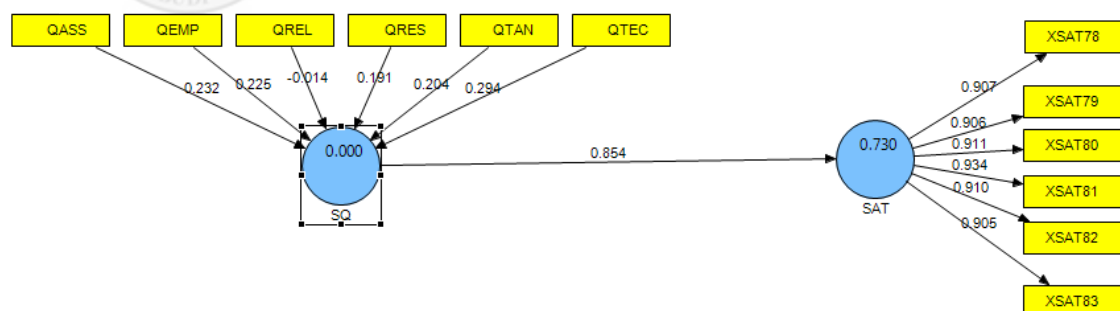 QASS QEMP QREL QRES QTAN QTEC
XSAT78
0.232 0.225 -0.014 0.191 0.204 0.294
0.907
XSAT79
0.906
0.000
0.854
0.730
0.911
XSAT80
0.934
XSAT81
0.910
SQ
SAT
0.905
XSAT82
XSAT83